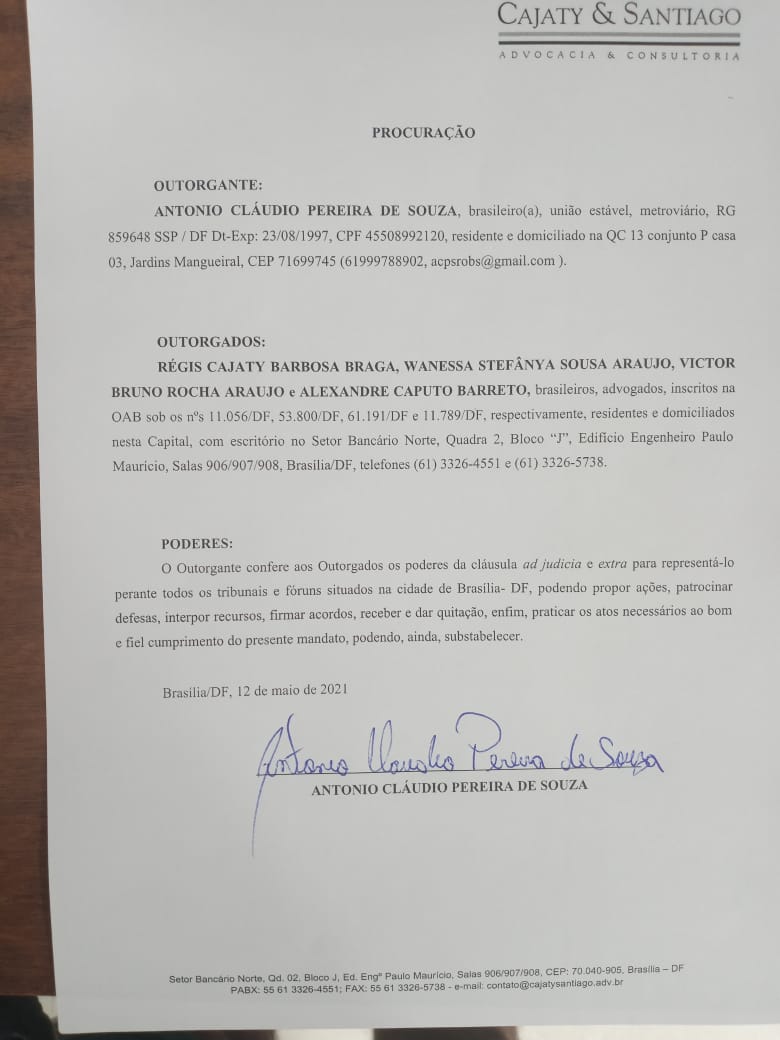 CAJATY & SANTIAGO
ADVOCACIA & CONSULTORIA
PROCURAÇÃO
OUTORGANTE:
ANTONIO CLÁUDIO PEREIRA DE SOUZA, brasileiro(a), união estável, metroviário, RG
859648 SSP / DF Dt-Exp: 23/08/1997, CPF 45508992120, residente e domiciliado na QC 13 conjunto P casa
03, Jardins Mangueiral, CEP 71699745 (61999788902, acpsrobs@gmail.com ).
OUTORGADOS:
RÉGIS CAJATY BARBOSA BRAGA, WANESSA STEFÂNYA SOUSA ARAUJO, VICTOR
BRUNO ROCHA ARAUJO e ALEXANDRE CAPUTO BARRETO, brasileiros, advogados, inscritos na
OAB sob os nºs 11.056/DF, 53.800/DF, 61.191/DF e 11.789/DF, respectivamente, residentes e domiciliados
nesta Capital, com escritório no Setor Bancário Norte, Quadra 2, Bloco “J”, Edifício Engenheiro Paulo
Maurício, Salas 906/907/908, Brasília/DF, telefones (61) 3326-4551 e (61) 3326-5738.
PODERES:
O Outorgante confere aos Outorgados os poderes da cláusula ad judicia e extra para representá-lo
perante todos os tribunais e fóruns situados na cidade de Brasília- DF, podendo propor ações, patrocinar
defesas, interpor recursos, firmar acordos, receber e dar quitação, enfim, praticar os atos necessários ao bom
e fiel cumprimento do presente mandato, podendo, ainda, substabelecer.
Brasília/DF, 12 de maio de 2021
Antonio Claudio Pereira de Souza
ANTONIO CLÁUDIO PEREIRA DE SOUZA
Setor Bancário Norte, Qd. 02, Bloco J, Ed. Engº Paulo Maurício, Salas 906/907/908, CEP: 70.040-905, Brasília – DF
PABX: 55 61 3326-4551; FAX: 55 61 3326-5738 - e-mail: contato@cajatysantiago.adv.br